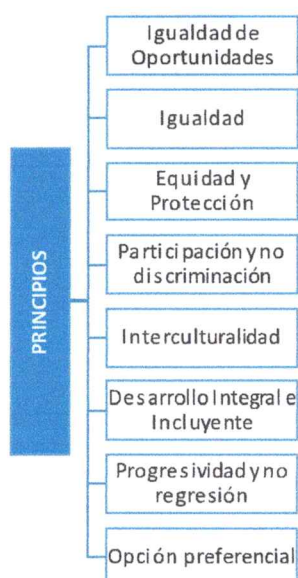 PRINCIPIOS
Igualdad de
Oportunidades
Igualdad
Equidad y
Protección
Participación y no
discriminación
Interculturalidad
Desarrollo Integral e
Incluyente
Progresividad y no
regresión
Opción preferencial